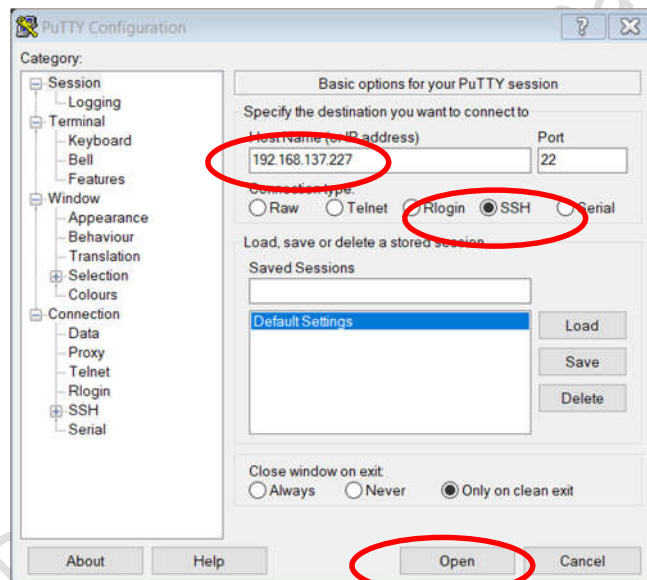 PuTTY Configuration
Category:
Session
Logging
Terminal
Keyboard
Bell
Features
Window
Appearance
Behaviour
Translation
Selection
Colours
Connection
Data
Proxy
Telnet
Rlogin
SSH
Serial
Basic options for your PuTTY session
Specify the destination you want to connect to
Host Name (or IP address) Port
192.168.137.227 22
Connection type:
Raw Telnet Rlogin SSH Serial
Load, save or delete a stored session
Saved Sessions
Default Settings
Load
Save
Delete
Close window on exit:
Always Never Only on clean exit
About Help Open Cancel